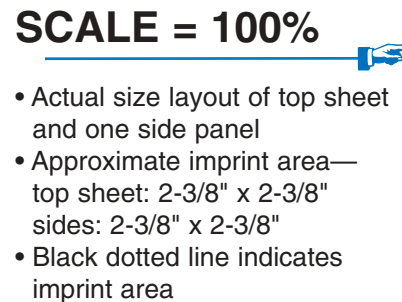 SCALE = 100%
• Actual size layout of top sheet
and one side panel
• Approximate imprint area—
top sheet: 2-3/8" x 2-3/8"
sides: 2-3/8" x 2-3/8"
• Black dotted line indicates
imprint area